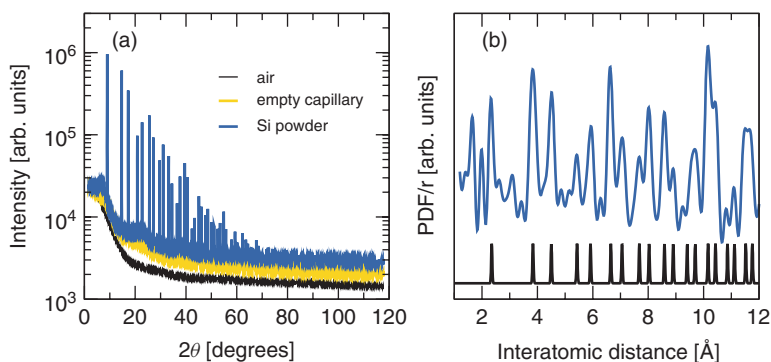 (a)
Intensity [arb. units]
10⁶
10⁵
10⁴
10³
air
empty capillary
Si powder
0 20 40 60 80 100 120
2θ [degrees]
(b)
PDF/r [arb. units]
2 4 6 8 10 12
Interatomic distance [Å]